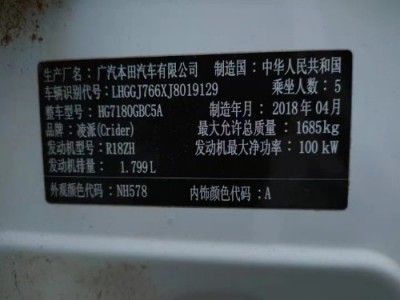 生产厂名：广汽本田汽车有限公司 制造国：中华人民共和国
车辆识别代号：LHGGJ766XJ8019129 乘坐人数：5
整车型号：HG7180GBC5A 制造年月：2018年04月
品牌：凌派(Crider) 最大允许总质量：1685kg
发动机型号：R18ZH 发动机最大净功率：100kW
发动机排量：1.799L
外观颜色代码：NH578 内饰颜色代码：A